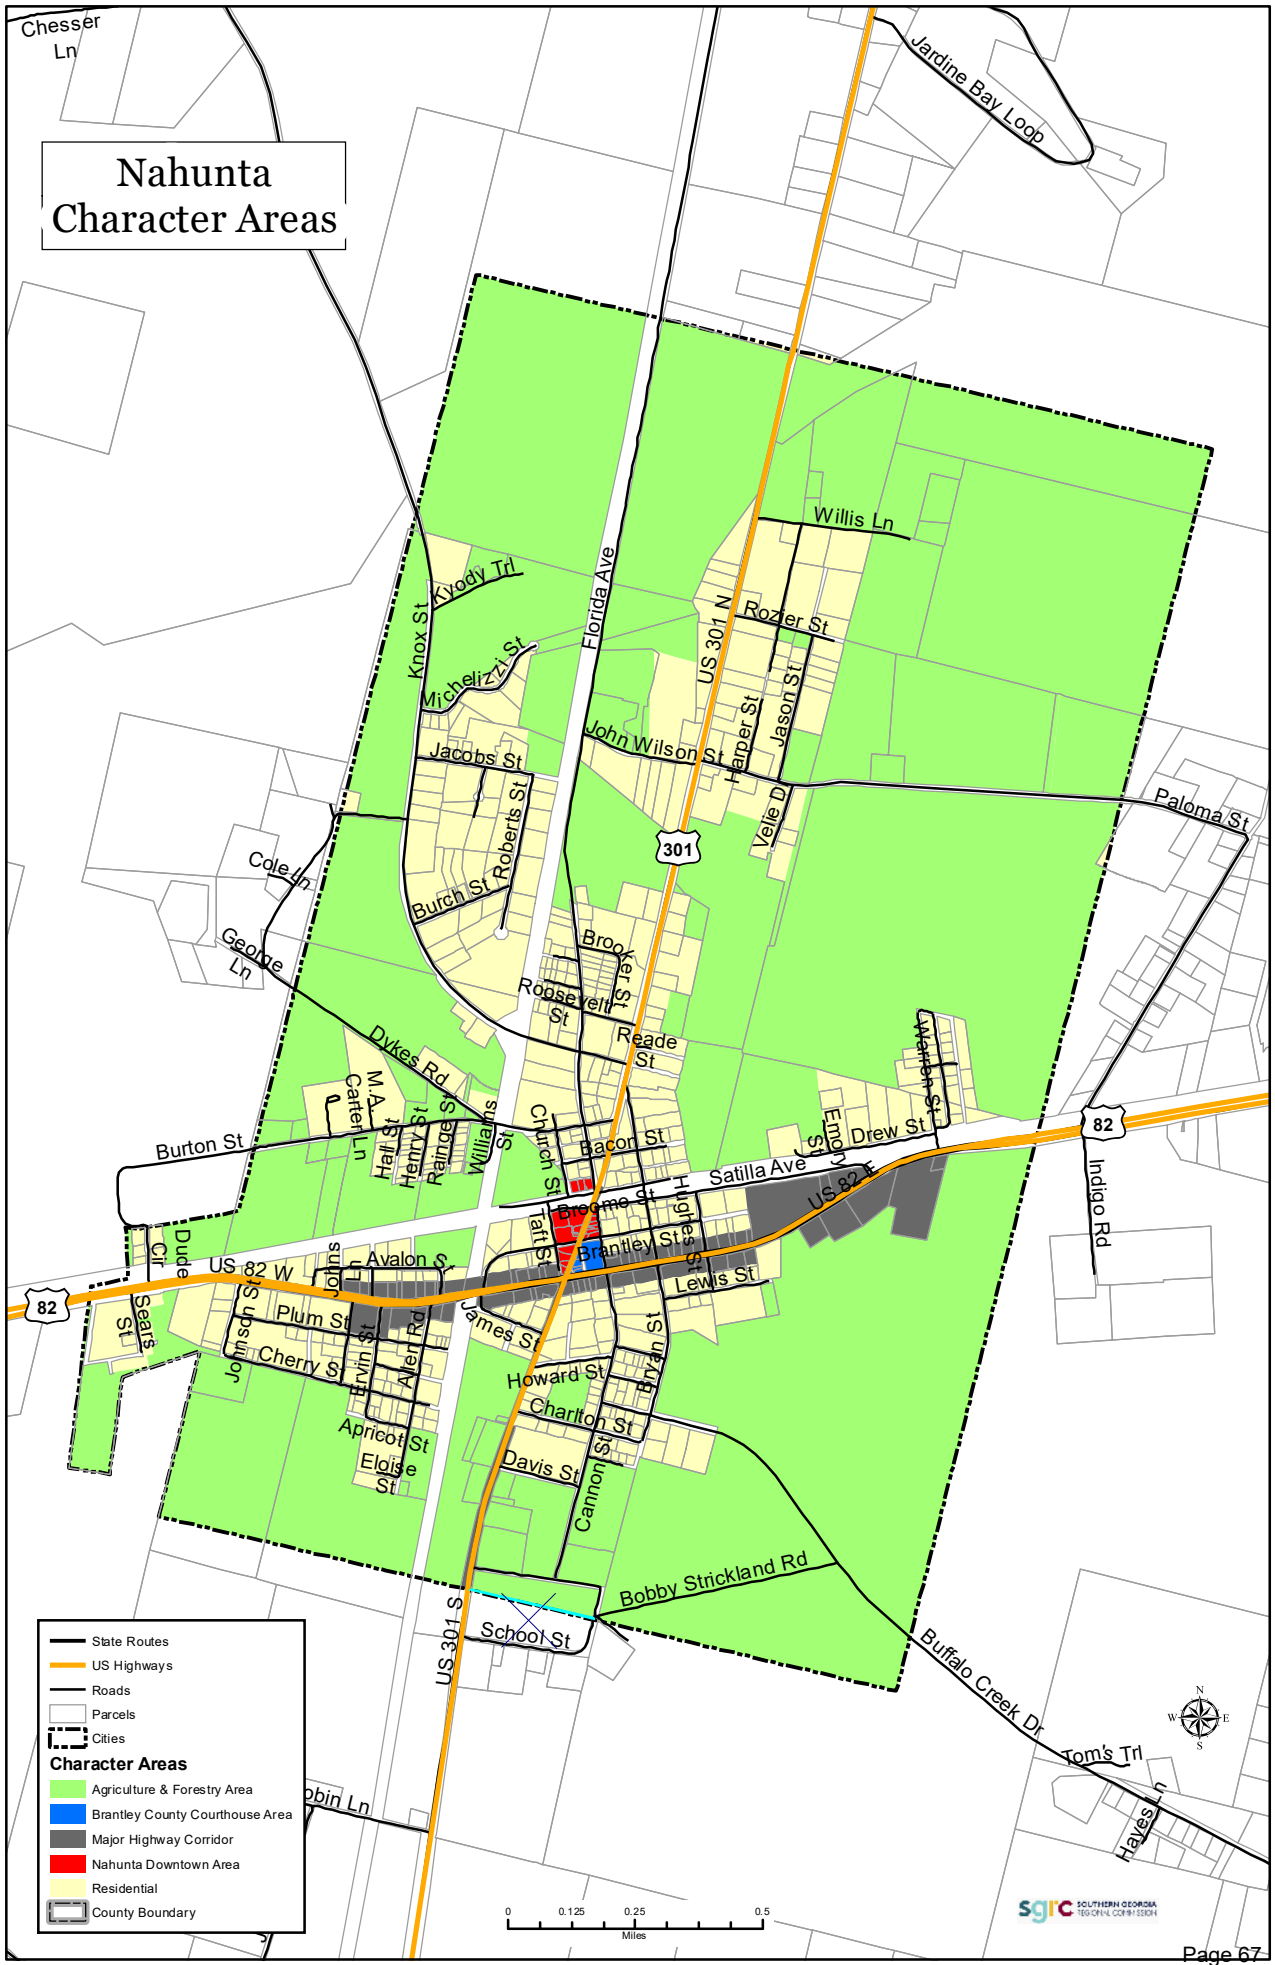 Chesser
Ln
Jardine Bay Loop
Nahunta
Character Areas
Willis Ln
Kyody Trl
Florida Ave
Knox St
US 301 N
Rozier St
Michelizzi St
Jason St
Harper St
John Wilson St
Jacobs St
Roberts St
Velie D
Paloma St
301
Cole Ln
Burch St
George
Ln
Brooker St
Roosevelt
St
Reade
St
Dykes Rd
Warren St
M.A.
Carter Ln
Hall St
Henry St
Rainge St
Williams
St
Church St
Bacon St
Emory
St
Drew St
82
Burton St
Satilla Ave
US 82 E
Indigo Rd
Broome St
Hughes St
Taft St
Brantley St
Dude
Cir
Johns
Ln
Avalon St
US 82 W
Lewis St
82
Sears
St
Johnson St
Plum St
James St
Cherry St
Ervin St
Allen Rd
Howard St
Bryan St
Charlton St
Apricot St
Eloise
St
Davis St
Cannon St
Bobby Strickland Rd
US 301 S
School St
Buffalo Creek Dr
Tom's Trl
Hayes Ln
obin Ln
State Routes
US Highways
Roads
Parcels
Cities
Character Areas
Agriculture & Forestry Area
Brantley County Courthouse Area
Major Highway Corridor
Nahunta Downtown Area
Residential
County Boundary
N
W E
S
0 0.125 0.25 0.5
Miles
sgrc SOUTHERN GEORGIA
REGIONAL COMMISSION
Page 67